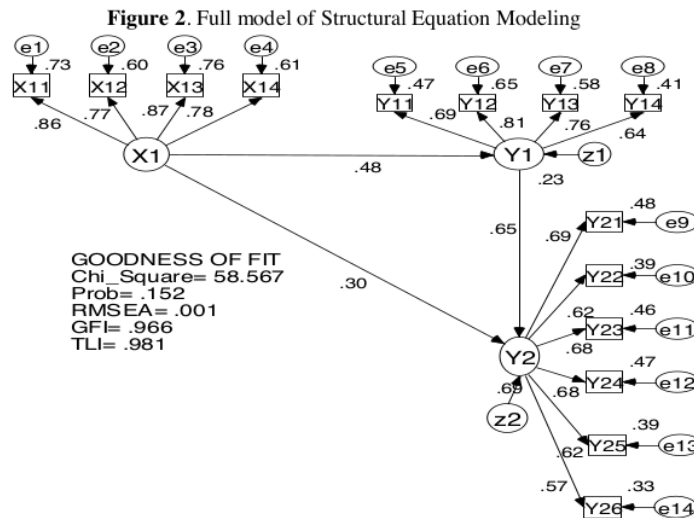 Figure 2. Full model of Structural Equation Modeling
e1 e2 e3 e4
.73 .60 .76 .61
X11 X12 X13 X14
.86 .77 .87 .78
X1
e5 e6 e7 e8
.47 .65 .58 .41
Y11 Y12 Y13 Y14
.69 .81 .76 .64
Y1 z1
.48 .23
.65
.30
GOODNESS OF FIT
Chi_Square= 58.567
Prob= .152
RMSEA= .001
GFI= .966
TLI= .981
Y2
.69
z2
.48
.69 Y21 e9
.39
Y22 e10
.62 .46
Y23 e11
.68 .47
Y24 e12
.68 .39
Y25 e13
.62 .33
.57 Y26 e14